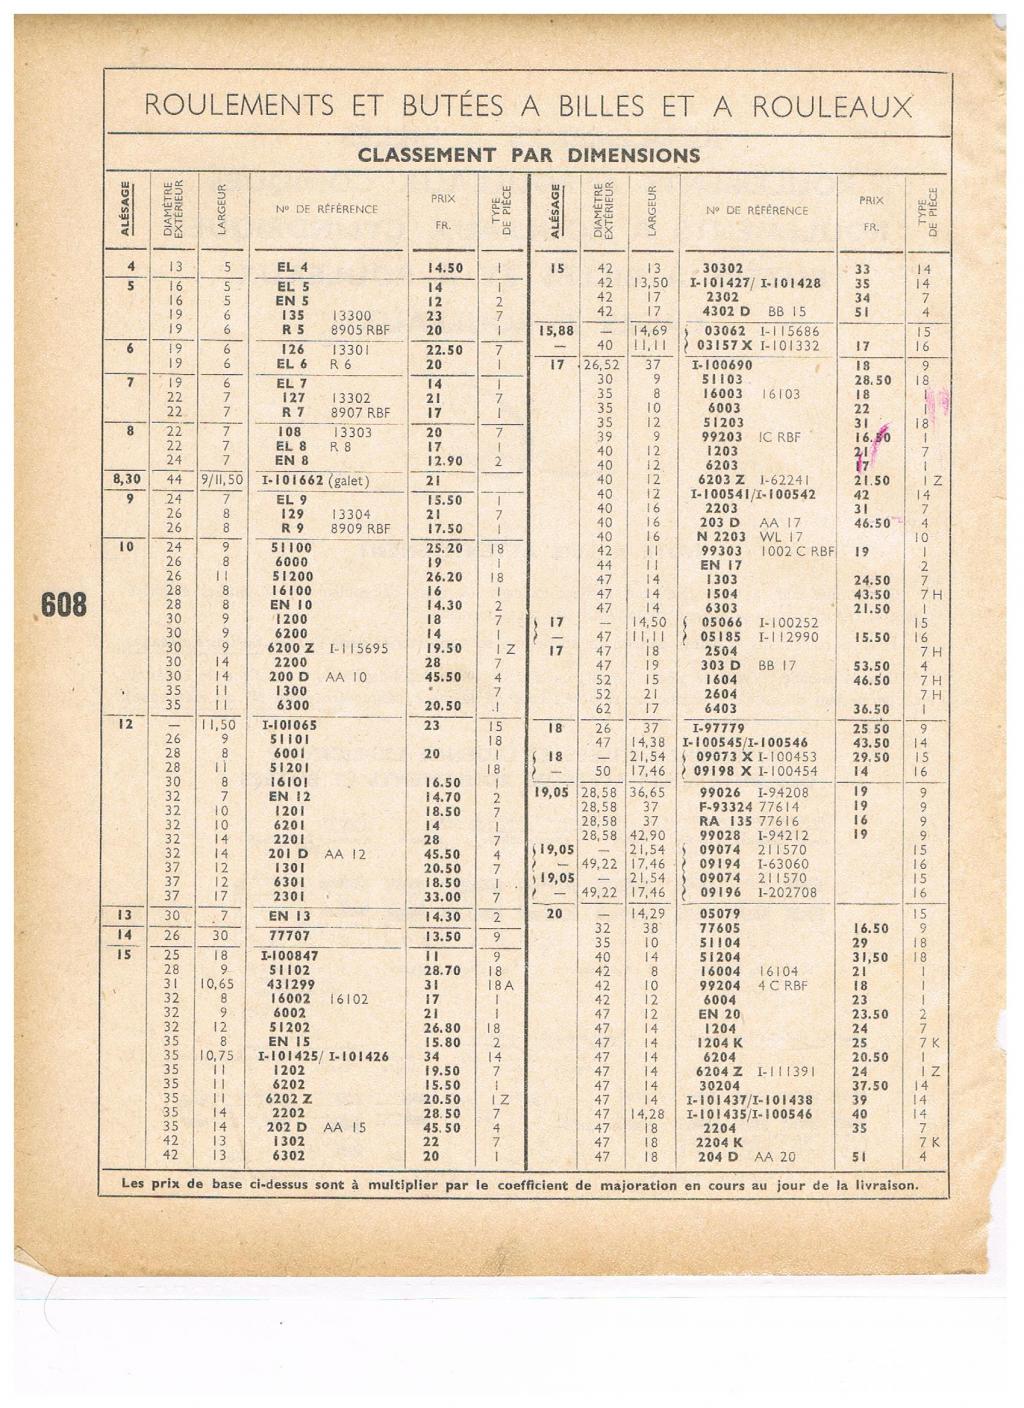 ROULEMENTS ET BUTÉES A BILLES ET A ROULEAUX
CLASSEMENT PAR DIMENSIONS
ALÉSAGE DIAMÈTRE EXTÉRIEUR LARGEUR Nº DE RÉFÉRENCE PRIX FR. TYPE DE PIÈCE
4 13 5 EL 4 14.50 1
5 16 5 EL 5 14 1
16 5 EN 5 12 2
19 6 135 13300 23 7
19 6 R 5 8905 RBF 20 1
6 19 6 126 13301 22.50 7
19 6 EL 6 R 6 20 1
7 19 6 EL 7 14 1
22 7 127 13302 21 7
22 7 R 7 8907 RBF 17 1
8 22 7 108 13303 20 7
22 7 EL 8 R 8 17 1
24 7 EN 8 12.90 2
8,30 44 9/11,50 I-101662 (galet) 21
9 24 7 EL 9 15.50 1
26 8 129 13304 21 7
26 8 R 9 8909 RBF 17.50 1
10 24 9 51100 25.20 18
26 8 6000 19 1
26 11 51200 26.20 18
28 8 16100 16 1
28 8 EN 10 14.30 2
30 9 1200 18 7
30 9 6200 14 1
30 9 6200 Z I-115695 19.50 1 Z
30 14 2200 28 7
30 14 200 D AA 10 45.50 4
35 11 1300 " 7
35 11 6300 20.50 1
12 — 11,50 I-101065 23 15
26 9 51101 18
28 8 6001 20 1
28 11 51201 18
30 8 16101 16.50 1
32 7 EN 12 14.70 2
32 10 1201 18.50 7
32 10 6201 14 1
32 14 2201 28 7
32 14 201 D AA 12 45.50 4
37 12 1301 20.50 7
37 12 6301 18.50 1
37 17 2301 33.00 7
13 30 7 EN 13 14.30 2
14 26 30 77707 13.50 9
15 25 18 I-100847 11 9
28 9 51102 28.70 18
31 10,65 431299 31 18 A
32 8 16002 16102 17 1
32 9 6002 21 1
32 12 51202 26.80 18
35 8 EN 15 15.80 2
35 10,75 I-101425/ I-101426 34 14
35 11 1202 19.50 7
35 11 6202 15.50 1
35 11 6202 Z 20.50 1 Z
35 14 2202 28.50 7
35 14 202 D AA 15 45.50 4
42 13 1302 22 7
42 13 6302 20 1
ALÉSAGE DIAMÈTRE EXTÉRIEUR LARGEUR Nº DE RÉFÉRENCE PRIX FR. TYPE DE PIÈCE
15 42 13 30302 33 14
42 13,50 I-101427/ I-101428 35 14
42 17 2302 34 7
42 17 4302 D BB 15 51 4
15,88 — 14,69 { 03062 I-115686 15
— 40 11,11 { 03157 X I-101332 17 16
17 26,52 37 I-100690 18 9
30 9 51103 28.50 18
35 8 16003 16103 18 1
35 10 6003 22 1
35 12 51203 31 18
39 9 99203 1C RBF 16.80 1
40 12 1203 21 7
40 12 6203 17 1
40 12 6203 Z I-62241 21.50 1 Z
40 12 I-100541/I-100542 42 14
40 16 2203 31 7
40 16 203 D AA 17 46.50 4
40 16 N 2203 WL 17 10
42 11 99303 1002 C RBF 19 1
44 11 EN 17 2
47 14 1303 24.50 7
47 14 1504 43.50 7 H
47 14 6303 21.50 1
{ 17 — 14,50 { 05066 I-100252 15
{ — 47 11,11 { 05185 I-112990 15.50 16
17 47 18 2504 7 H
47 19 303 D BB 17 53.50 4
52 15 1604 46.50 7 H
52 21 2604 7 H
62 17 6403 36.50 1
18 26 37 I-97779 25 50 9
47 14,38 I-100545/I-100546 43.50 14
{ 18 — 21,54 { 09073 X I-100453 29.50 15
{ — 50 17,46 { 09198 X I-100454 14 16
19,05 28,58 36,65 99026 I-94208 19 9
28,58 37 F-93324 77614 19 9
28,58 37 RA 135 77616 16 9
28,58 42,90 99028 I-94212 19 9
{ 19,05 — 21,54 { 09074 211570 15
{ — 49,22 17,46 { 09194 I-63060 16
{ 19,05 — 21,54 { 09074 211570 15
{ — 49,22 17,46 { 09196 I-202708 16
20 — 14,29 05079 15
32 38 77605 16.50 9
35 10 51104 29 18
40 14 51204 31,50 18
42 8 16004 16104 21 1
42 10 99204 4 C RBF 18 1
42 12 6004 23 1
47 12 EN 20 23.50 2
47 14 1204 24 7
47 14 1204 K 25 7 K
47 14 6204 20.50 1
47 14 6204 Z I-111391 24 1 Z
47 14 30204 37.50 14
47 14 I-101437/I-101438 39 14
47 14,28 I-101435/I-100546 40 14
47 18 2204 35 7
47 18 2204 K 7 K
47 18 204 D AA 20 51 4
608
Les prix de base ci-dessus sont à multiplier par le coefficient de majoration en cours au jour de la livraison.